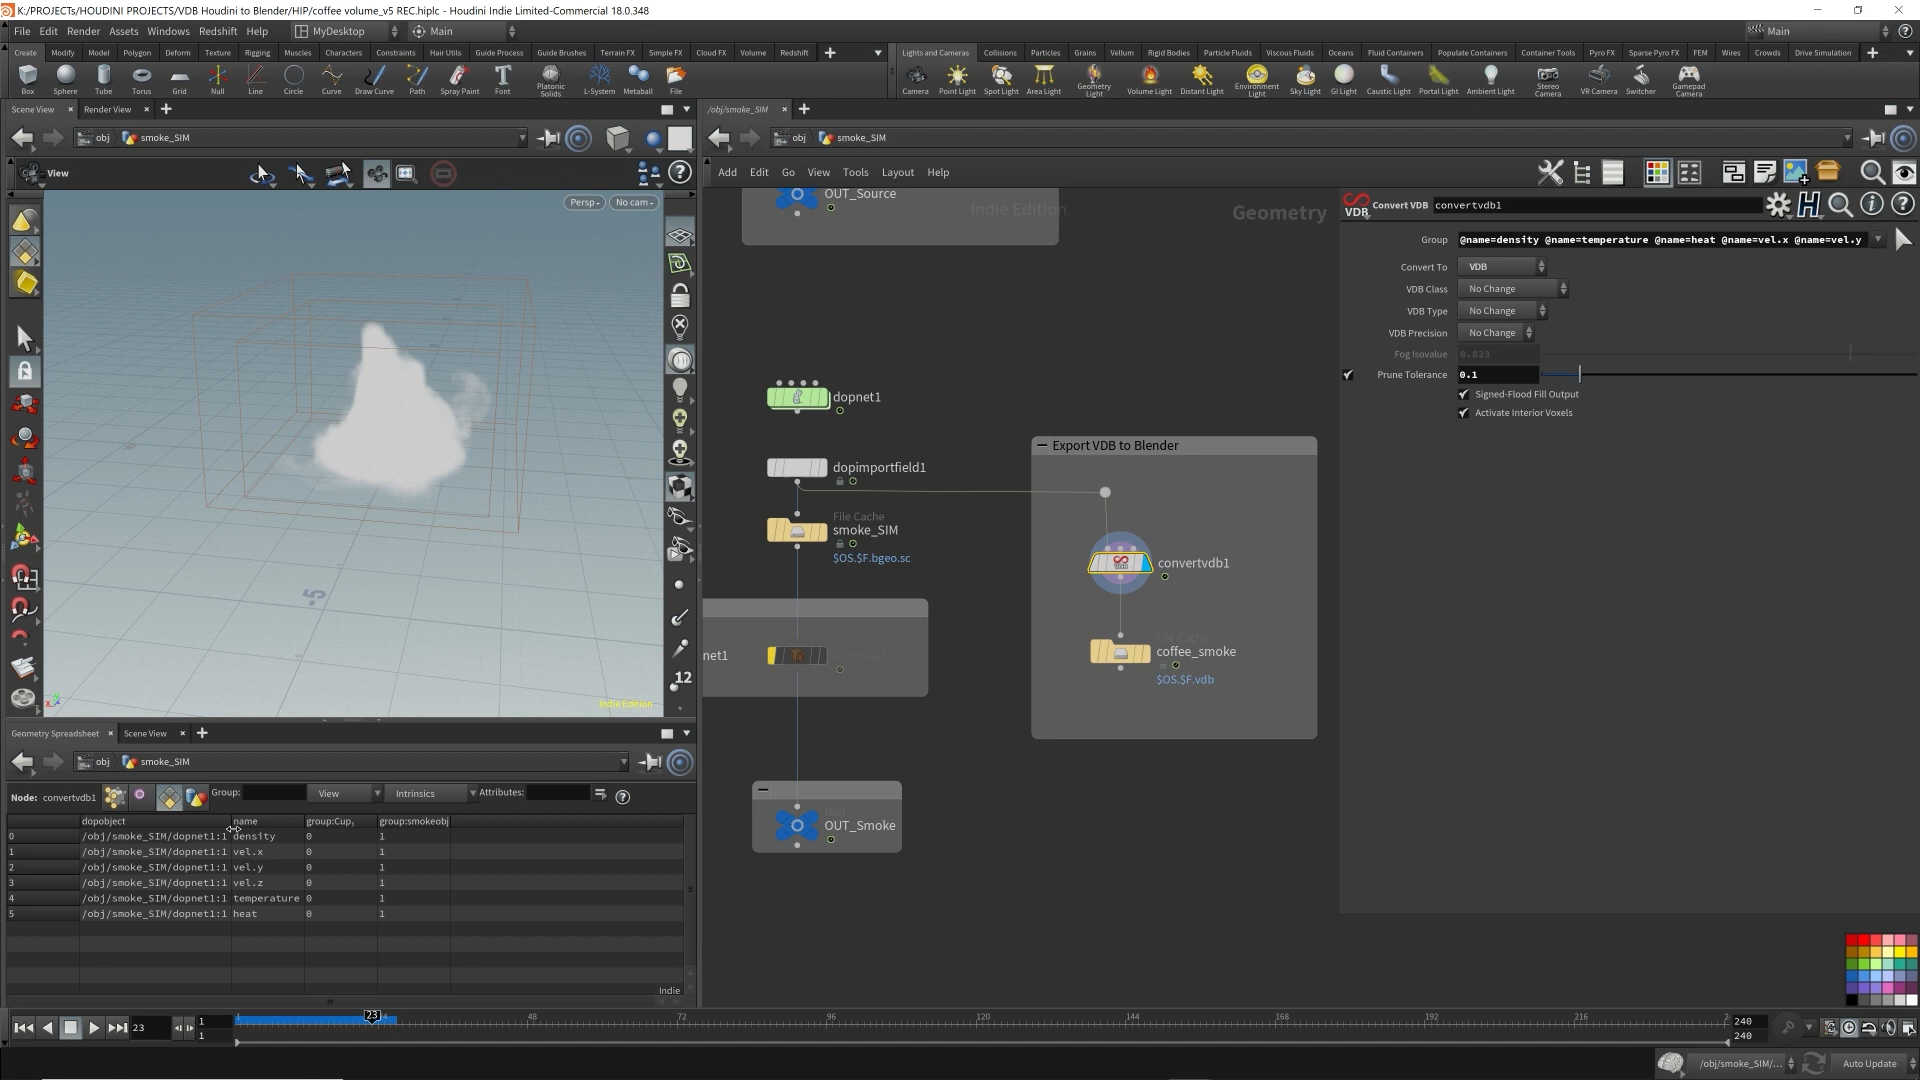 K:/PROJECTs/HOUDINI PROJECTS/VDB Houdini to Blender/HIP/coffee volume_v5 REC.hiplc - Houdini Indie Limited-Commercial 18.0.348
File Edit Render Assets Windows Redshift Help MyDesktop Main Main
Create Modify Model Polygon Deform Texture Rigging Muscles Characters Constraints Hair Utils Guide Process Guide Brushes Terrain FX Simple FX Cloud FX Volume Redshift
Lights and Cameras Collisions Particles Grains Vellum Rigid Bodies Particle Fluids Viscous Fluids Oceans Fluid Containers Populate Containers Container Tools Pyro FX Sparse Pyro FX FEM Wires Crowds Drive Simulation
Box Sphere Tube Torus Grid Null Line Circle Curve Draw Curve Path Spray Paint Font Platonic Solids L-System Metaball File
Camera Point Light Spot Light Area Light Geometry Light Volume Light Distant Light Environment Light Sky Light GI Light Caustic Light Portal Light Ambient Light Stereo Camera VR Camera Switcher Gamepad Camera
Scene View Render View
/obj/smoke_SIM
obj smoke_SIM
obj smoke_SIM
View
Add Edit Go View Tools Layout Help
Persp No cam
OUT_Source
Indie Edition
Geometry
VDB Convert VDB convertvdb1
Group @name=density @name=temperature @name=heat @name=vel.x @name=vel.y
Convert To VDB
VDB Class No Change
VDB Type No Change
VDB Precision No Change
Fog Isovalue 0.023
Prune Tolerance 0.1
Signed-Flood Fill Output
Activate Interior Voxels
dopnet1
Export VDB to Blender
dopimportfield1
File Cache
smoke_SIM
$OS.$F.bgeo.sc
convertvdb1
net1
File Cache
coffee_smoke
$OS.$F.vdb
OUT_Smoke
-5
12
Indie Edition
Geometry Spreadsheet Scene View
obj smoke_SIM
Node: convertvdb1 Group: View Intrinsics Attributes:
dopobject name group:Cup group:smokeobj
0 /obj/smoke_SIM/dopnet1:1 density 0 1
1 /obj/smoke_SIM/dopnet1:1 vel.x 0 1
2 /obj/smoke_SIM/dopnet1:1 vel.y 0 1
3 /obj/smoke_SIM/dopnet1:1 vel.z 0 1
4 /obj/smoke_SIM/dopnet1:1 temperature 0 1
5 /obj/smoke_SIM/dopnet1:1 heat 0 1
Indie
23 1 1 23 48 72 96 120 144 168 192 216 240 240
/obj/smoke_SIM/... Auto Update